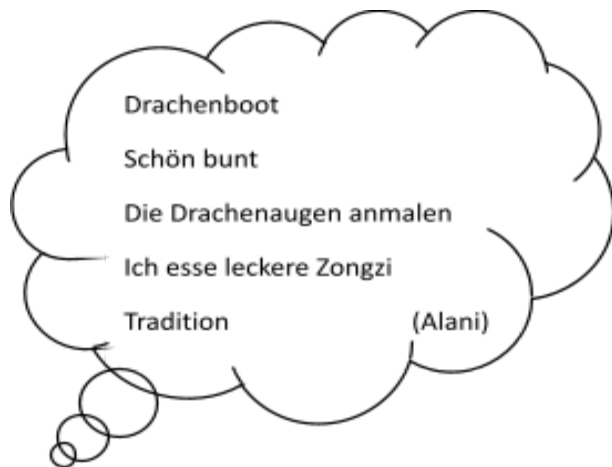 Drachenboot
Schön bunt
Die Drachenaugen anmalen
Ich esse leckere Zongzi
Tradition (Alani)